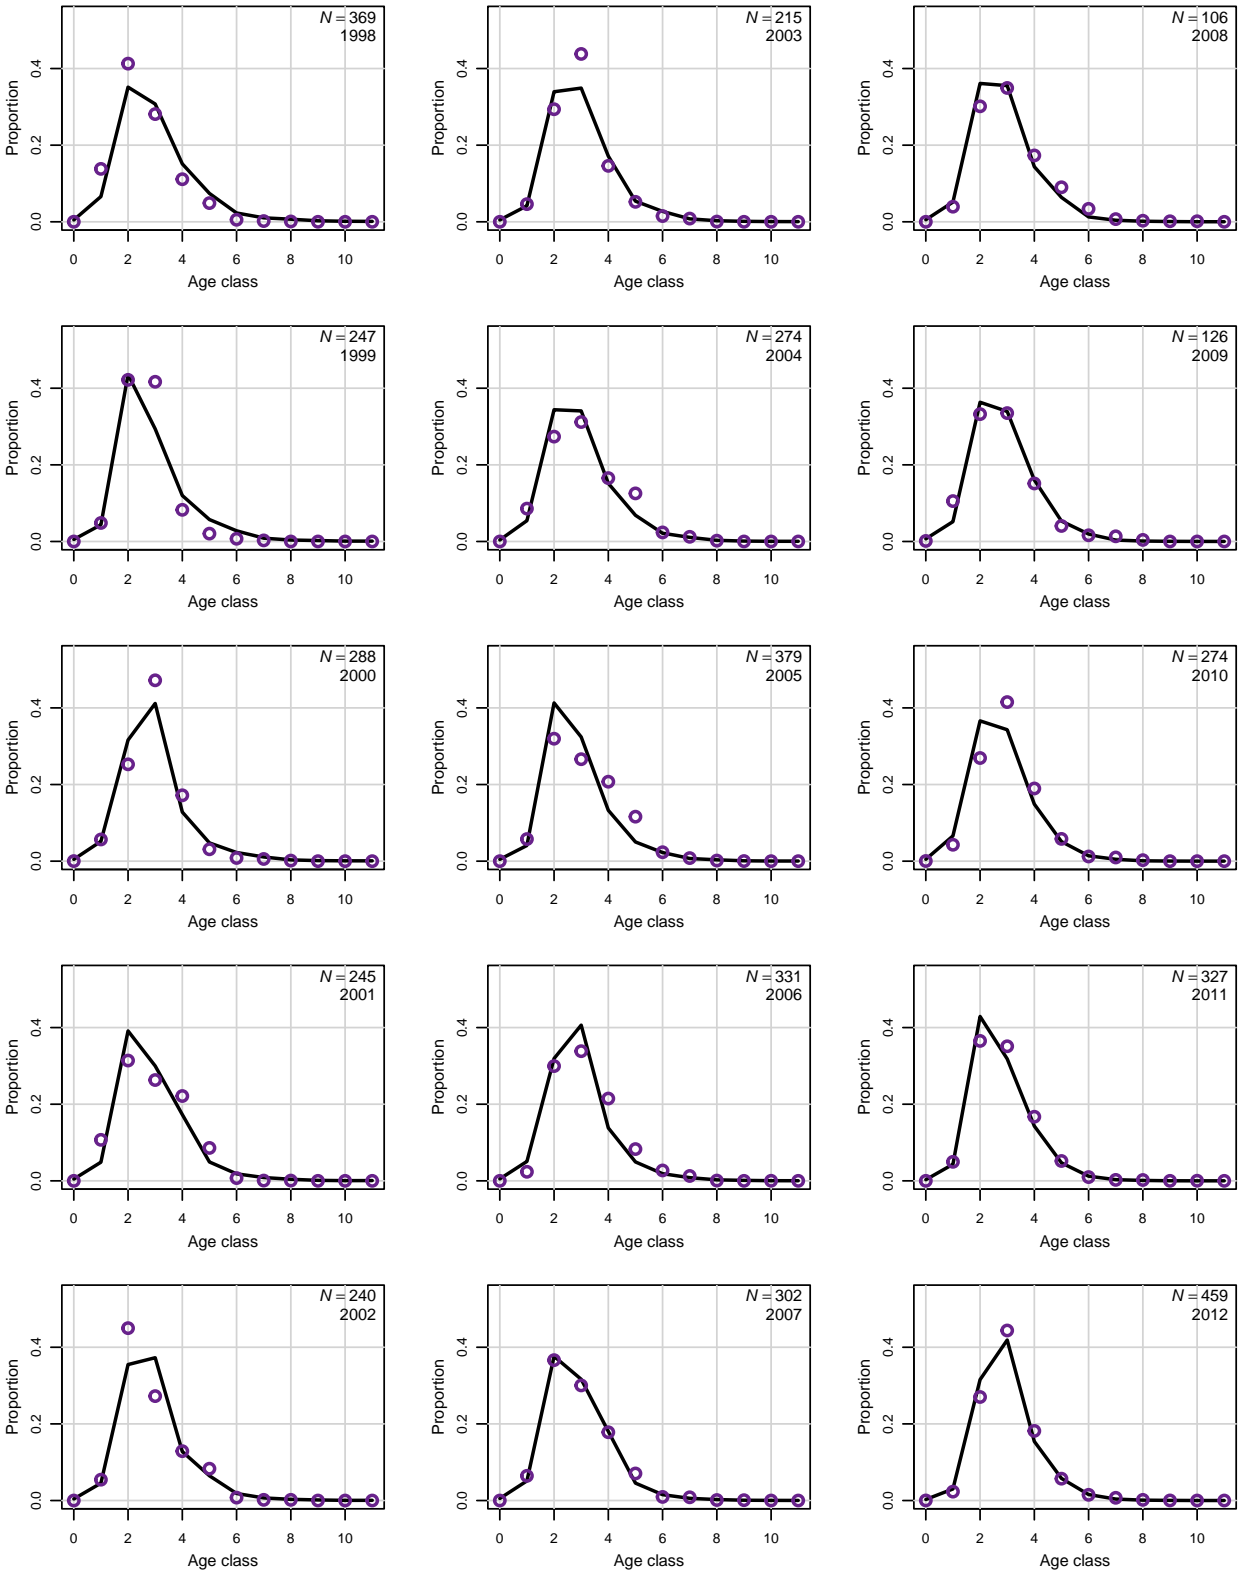 N = 369
1998
0.4
0.2
0.0
Proportion
0 2 4 6 8 10
Age class
N = 215
2003
0.4
0.2
0.0
Proportion
0 2 4 6 8 10
Age class
N = 106
2008
0.4
0.2
0.0
Proportion
0 2 4 6 8 10
Age class
N = 247
1999
0.4
0.2
0.0
Proportion
0 2 4 6 8 10
Age class
N = 274
2004
0.4
0.2
0.0
Proportion
0 2 4 6 8 10
Age class
N = 126
2009
0.4
0.2
0.0
Proportion
0 2 4 6 8 10
Age class
N = 288
2000
0.4
0.2
0.0
Proportion
0 2 4 6 8 10
Age class
N = 379
2005
0.4
0.2
0.0
Proportion
0 2 4 6 8 10
Age class
N = 274
2010
0.4
0.2
0.0
Proportion
0 2 4 6 8 10
Age class
N = 245
2001
0.4
0.2
0.0
Proportion
0 2 4 6 8 10
Age class
N = 331
2006
0.4
0.2
0.0
Proportion
0 2 4 6 8 10
Age class
N = 327
2011
0.4
0.2
0.0
Proportion
0 2 4 6 8 10
Age class
N = 240
2002
0.4
0.2
0.0
Proportion
0 2 4 6 8 10
Age class
N = 302
2007
0.4
0.2
0.0
Proportion
0 2 4 6 8 10
Age class
N = 459
2012
0.4
0.2
0.0
Proportion
0 2 4 6 8 10
Age class